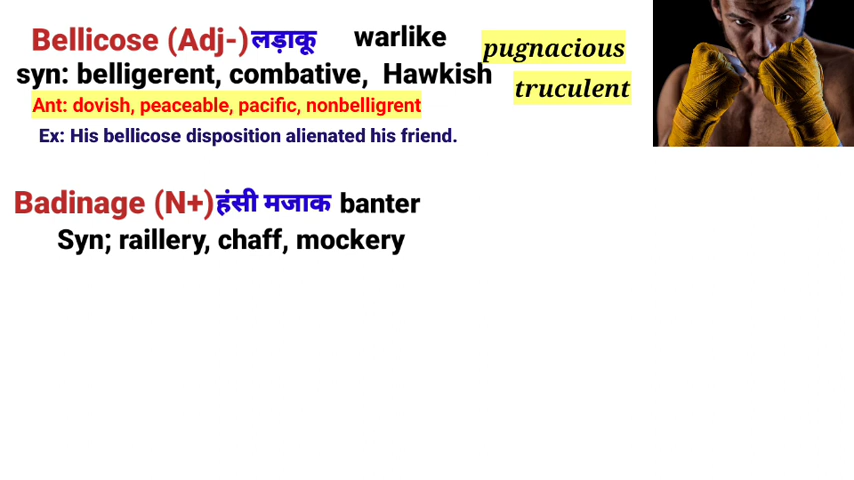 Bellicose (Adj-) लड़ाकू warlike
pugnacious
syn: belligerent, combative, Hawkish
truculent
Ant: dovish, peaceable, pacific, nonbelligrent
Ex: His bellicose disposition alienated his friend.
Badinage (N+) हंसी मजाक banter
Syn; raillery, chaff, mockery